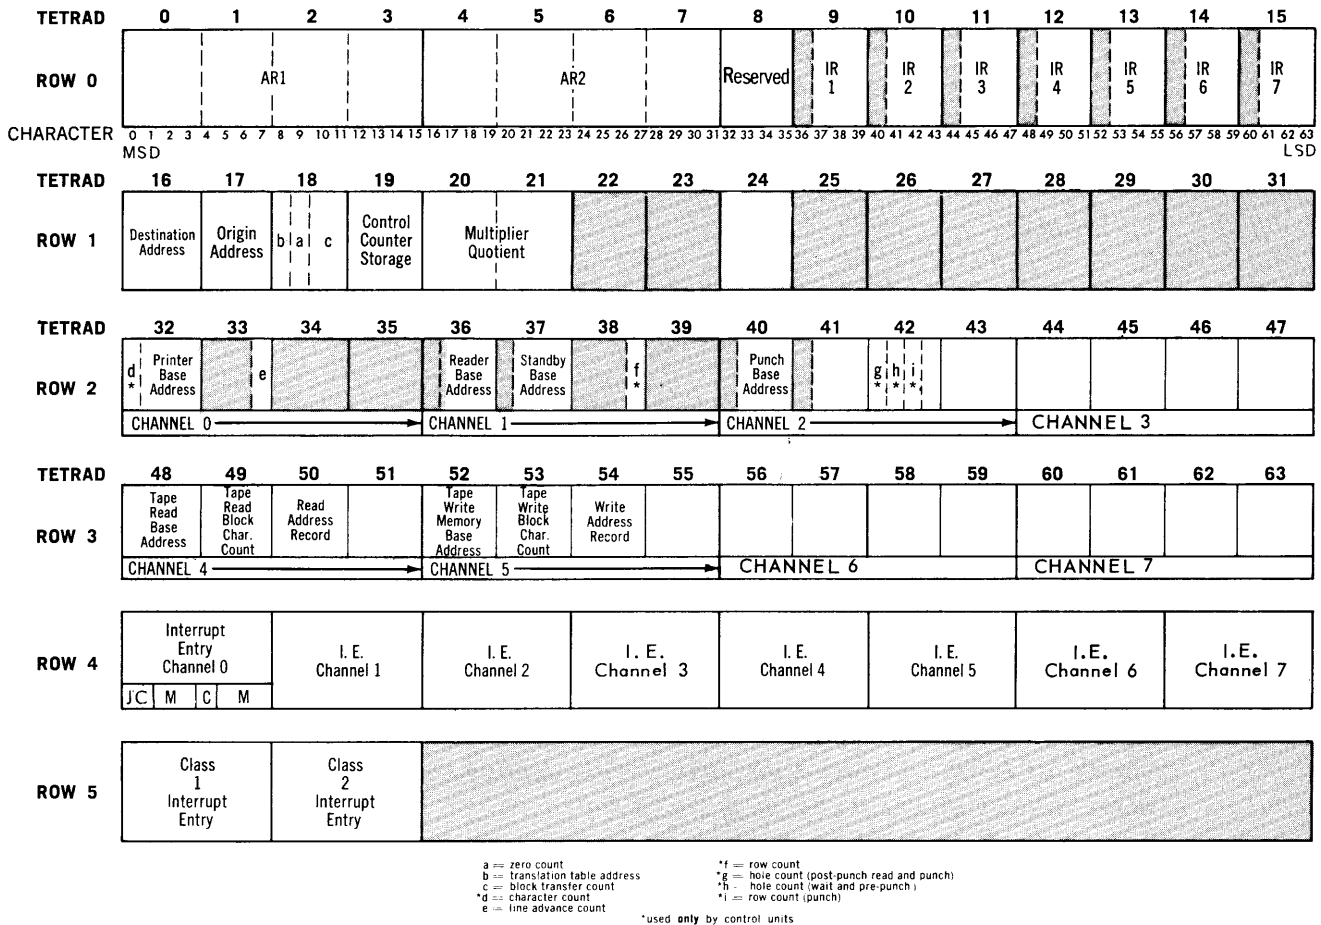 TETRAD 0 1 2 3 4 5 6 7 8 9 10 11 12 13 14 15
ROW 0 AR1 AR2 Reserved IR 1 IR 2 IR 3 IR 4 IR 5 IR 6 IR 7
CHARACTER 0 1 2 3 4 5 6 7 8 9 10 11 12 13 14 15 16 17 18 19 20 21 22 23 24 25 26 27 28 29 30 31 32 33 34 35 36 37 38 39 40 41 42 43 44 45 46 47 48 49 50 51 52 53 54 55 56 57 58 59 60 61 62 63
MSD LSD
TETRAD 16 17 18 19 20 21 22 23 24 25 26 27 28 29 30 31
ROW 1
Destination
Address
Origin
Address
b a c
Control
Counter
Storage
Multiplier
Quotient
TETRAD 32 33 34 35 36 37 38 39 40 41 42 43 44 45 46 47
ROW 2
d
*
Printer
Base
Address
e
Reader
Base
Address
Standby
Base
Address
f
*
Punch
Base
Address
g h i
* * *
CHANNEL 0 CHANNEL 1 CHANNEL 2 CHANNEL 3
TETRAD 48 49 50 51 52 53 54 55 56 57 58 59 60 61 62 63
ROW 3
Tape
Read
Base
Address
Tape
Read
Block
Char.
Count
Read
Address
Record
Tape
Write
Memory
Base
Address
Tape
Write
Block
Char.
Count
Write
Address
Record
CHANNEL 4 CHANNEL 5 CHANNEL 6 CHANNEL 7
ROW 4
Interrupt
Entry
Channel 0
JC M C M
I. E.
Channel 1
I. E.
Channel 2
I. E.
Channel 3
I. E.
Channel 4
I. E.
Channel 5
I. E.
Channel 6
I. E.
Channel 7
ROW 5
Class
1
Interrupt
Entry
Class
2
Interrupt
Entry
a = zero count
b = translation table address
c = block transfer count
*d = character count
e = line advance count
*f = row count
*g = hole count (post-punch read and punch)
*h - hole count (wait and pre-punch)
*i = row count (punch)
*used only by control units